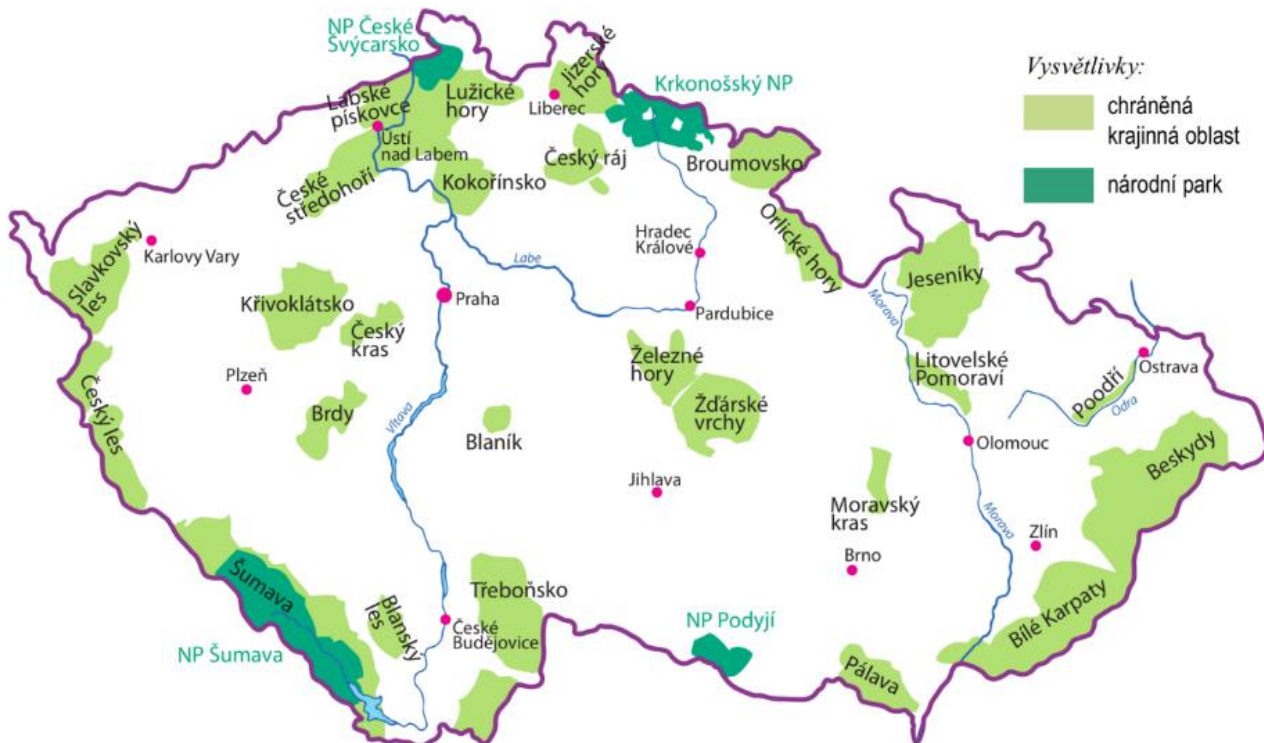 NP České
Švýcarsko
Labské
pískovce
Lužické
hory
Jizerské
hory
Liberec
Krkonošský NP
Vysvětlivky:
chráněná
krajinná oblast
národní park
Ústí
nad Labem
České
středohoří
Kokořínsko
Český ráj
Broumovsko
Orlické hory
Hradec
Králové
Slavkovský
les
Karlovy Vary
Křivoklátsko
Český
kras
Praha
Labe
Pardubice
Jeseníky
Morava
Litovelské
Pomoraví
Ostrava
Poodří
Odra
Železné
hory
Žďárské
vrchy
Plzeň
Český les
Brdy
Vltava
Blaník
Jihlava
Olomouc
Beskydy
Moravský
kras
Brno
Morava
Zlín
Šumava
NP Šumava
Blanský
les
České
Budějovice
Třeboňsko
NP Podyjí
Pálava
Bílé Karpaty